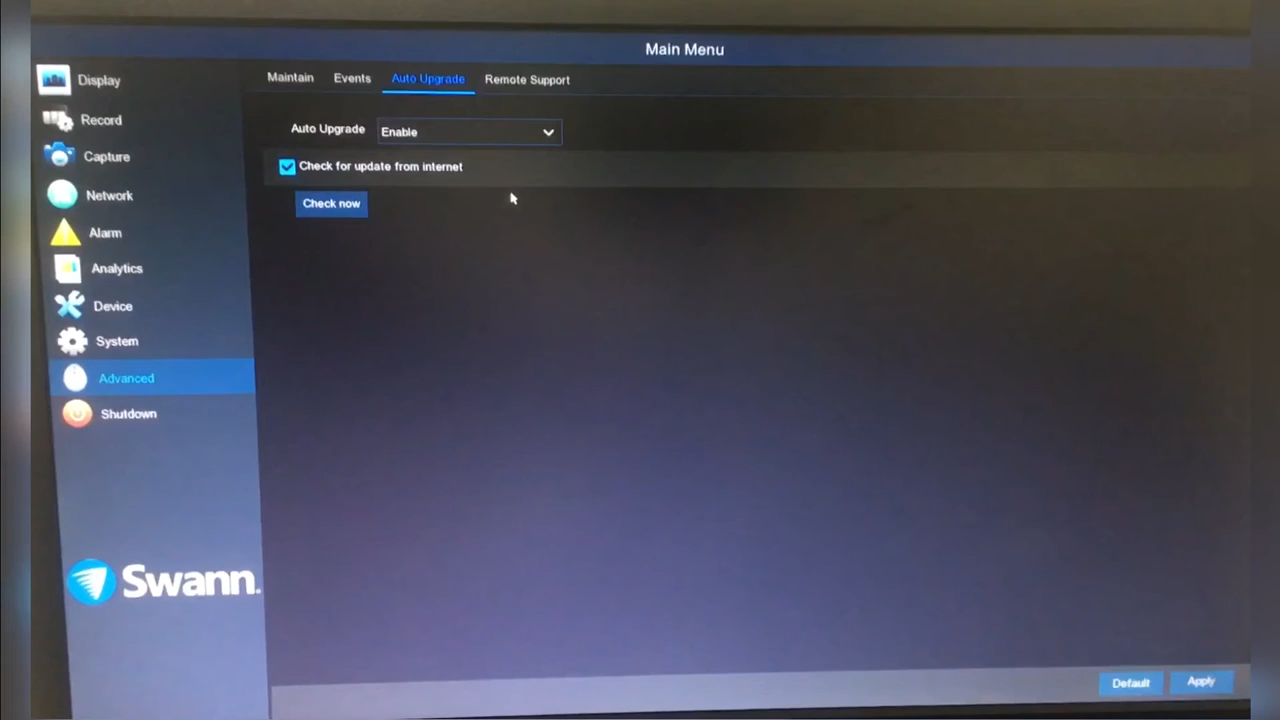 Main Menu
Display
Record
Capture
Network
Alarm
Analytics
Device
System
Advanced
Shutdown
Swann.
Maintain Events Auto Upgrade Remote Support
Auto Upgrade Enable
Check for update from internet
Check now
Default Apply